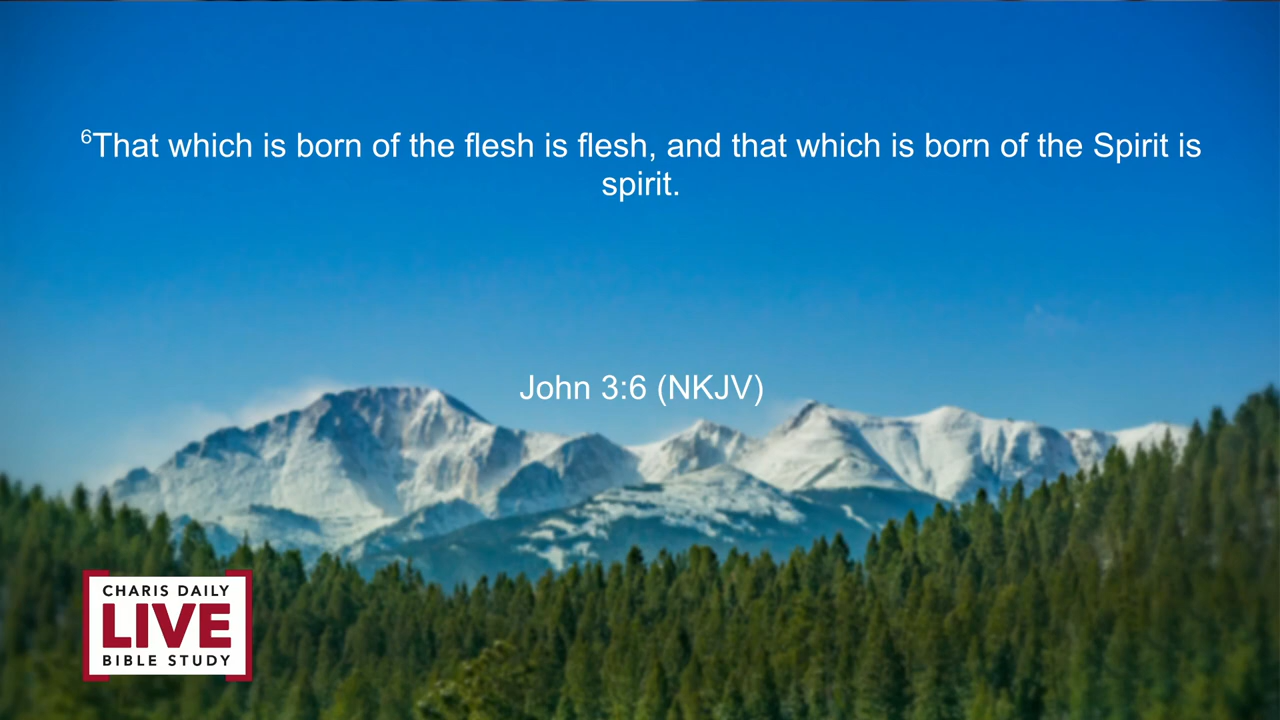 ⁶That which is born of the flesh is flesh, and that which is born of the Spirit is
spirit.
John 3:6 (NKJV)
CHARIS DAILY
LIVE
BIBLE STUDY